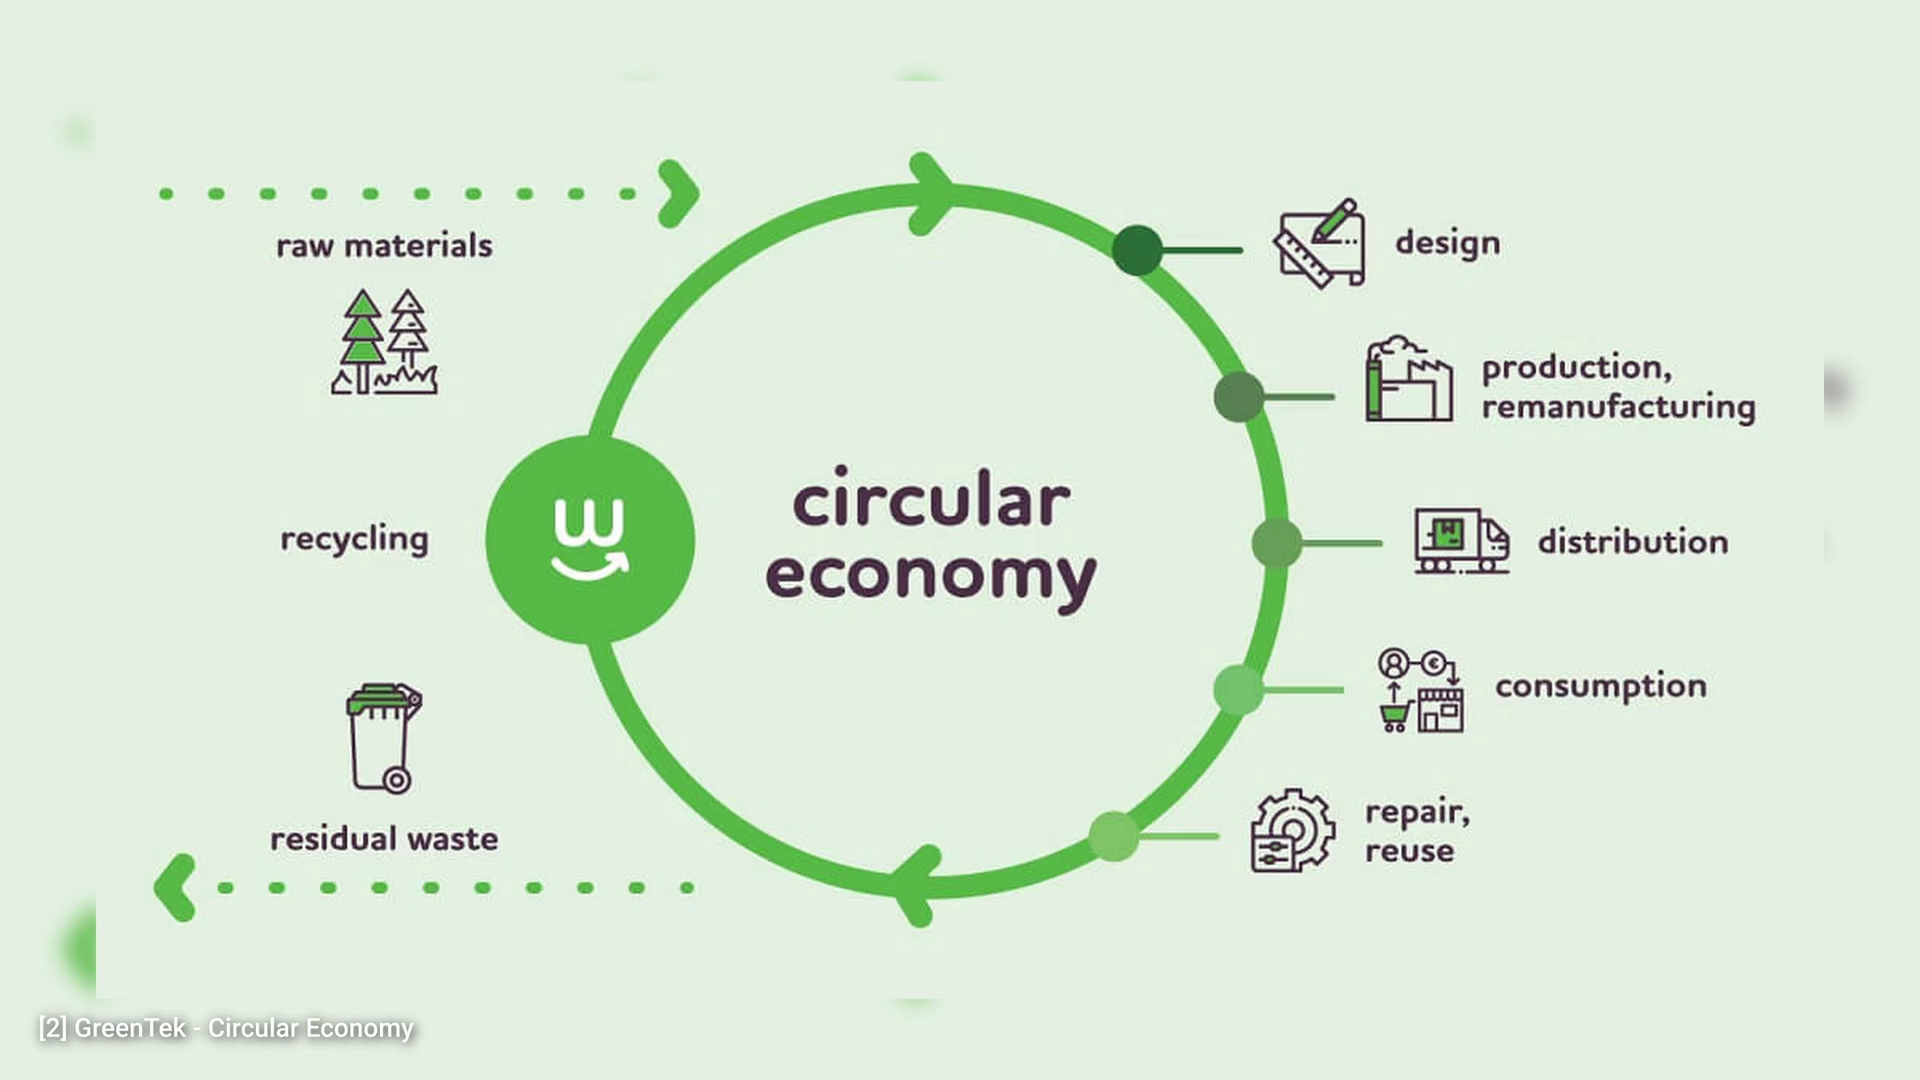 raw materials
design
production,
remanufacturing
circular
economy
recycling
w
distribution
consumption
residual waste
repair,
reuse
[2] GreenTek - Circular Economy